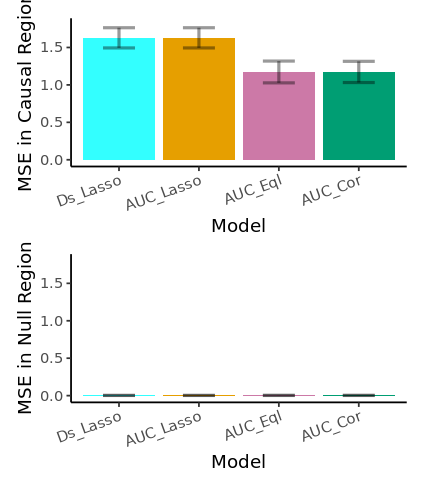 MSE in Causal Region
1.5
1.0
0.5
0.0
Ds_Lasso
AUC_Lasso
AUC_Eql
AUC_Cor
Model
MSE in Null Region
1.5
1.0
0.5
0.0
Ds_Lasso
AUC_Lasso
AUC_Eql
AUC_Cor
Model